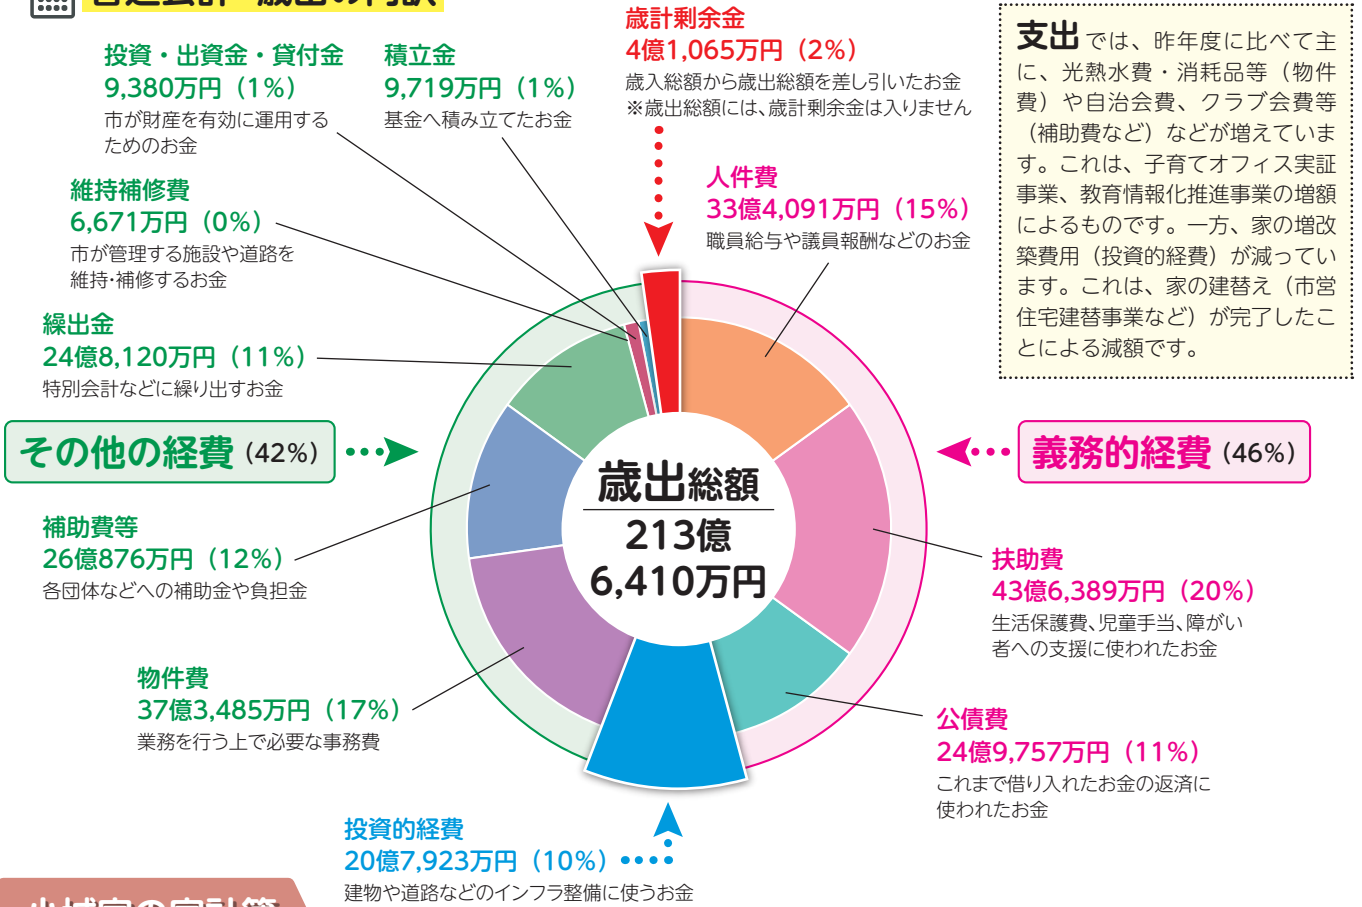 普通会計 歳出の内訳
投資・出資金・貸付金
9,380万円（1%）
市が財産を有効に運用する
ためのお金
積立金
9,719万円（1%）
基金へ積み立てたお金
歳計剰余金
4億1,065万円（2%）
歳入総額から歳出総額を差し引いたお金
※歳出総額には、歳計剰余金は入りません
維持補修費
6,671万円（0%）
市が管理する施設や道路を
維持・補修するお金
人件費
33億4,091万円（15%）
職員給与や議員報酬などのお金
支出では、昨年度に比べて主
に、光熱水費・消耗品等（物件
費）や自治会費、クラブ会費等
（補助費など）などが増えていま
す。これは、子育てオフィス実証
事業、教育情報化推進事業の増額
によるものです。一方、家の増改
築費用（投資的経費）が減ってい
ます。これは、家の建替え（市営
住宅建替事業など）が完了したこ
とによる減額です。
繰出金
24億8,120万円（11%）
特別会計などに繰り出すお金
その他の経費（42%）
義務的経費（46%）
歳出総額
213億
6,410万円
補助費等
26億876万円（12%）
各団体などへの補助金や負担金
扶助費
43億6,389万円（20%）
生活保護費、児童手当、障がい
者への支援に使われたお金
物件費
37億3,485万円（17%）
業務を行う上で必要な事務費
公債費
24億9,757万円（11%）
これまで借り入れたお金の返済に
使われたお金
投資的経費
20億7,923万円（10%）
建物や道路などのインフラ整備に使うお金